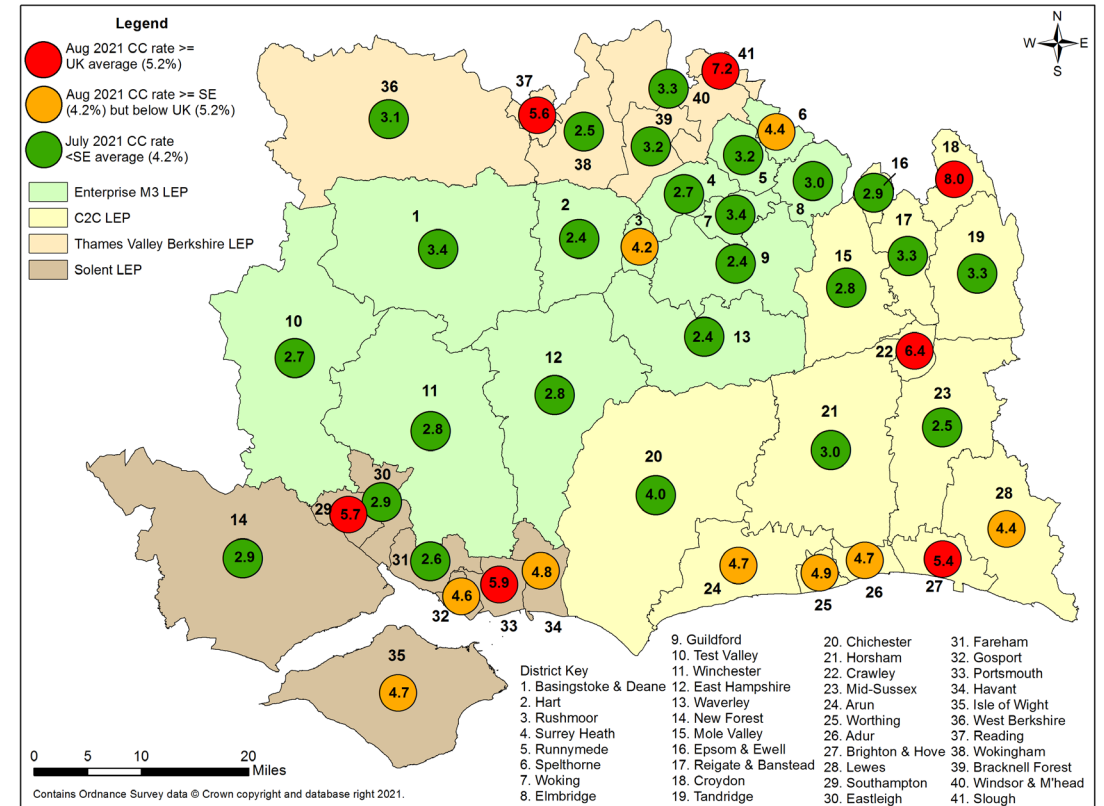 Legend
Aug 2021 CC rate >=
UK average (5.2%)
Aug 2021 CC rate >= SE
(4.2%) but below UK (5.2%)
July 2021 CC rate
<SE average (4.2%)
Enterprise M3 LEP
C2C LEP
Thames Valley Berkshire LEP
Solent LEP
N
W E
S
36
3.1
37
5.6
2.5
38
3.3
40
39
3.2
41
7.2
6
4.4
3.2
5
4
2.7
3.0
8
7
3.4
16
2.9
18
8.0
1
3.4
2
2.4
3
4.2
2.4
9
15
2.8
17
3.3
19
3.3
10
2.7
12
2.8
2.4
13
22
6.4
11
2.8
21
3.0
23
2.5
20
4.0
30
2.9
29
5.7
14
2.9
31
2.6
4.6
32
5.9
33
4.8
34
28
4.4
4.7
24
4.9
25
4.7
26
5.4
27
35
4.7
District Key
1. Basingstoke & Deane
2. Hart
3. Rushmoor
4. Surrey Heath
5. Runnymede
6. Spelthorne
7. Woking
8. Elmbridge
9. Guildford
10. Test Valley
11. Winchester
12. East Hampshire
13. Waverley
14. New Forest
15. Mole Valley
16. Epsom & Ewell
17. Reigate & Banstead
18. Croydon
19. Tandridge
20. Chichester
21. Horsham
22. Crawley
23. Mid-Sussex
24. Arun
25. Worthing
26. Adur
27. Brighton & Hove
28. Lewes
29. Southampton
30. Eastleigh
31. Fareham
32. Gosport
33. Portsmouth
34. Havant
35. Isle of Wight
36. West Berkshire
37. Reading
38. Wokingham
39. Bracknell Forest
40. Windsor & M'head
41. Slough
0 5 10 20
Miles
Contains Ordnance Survey data © Crown copyright and database right 2021.